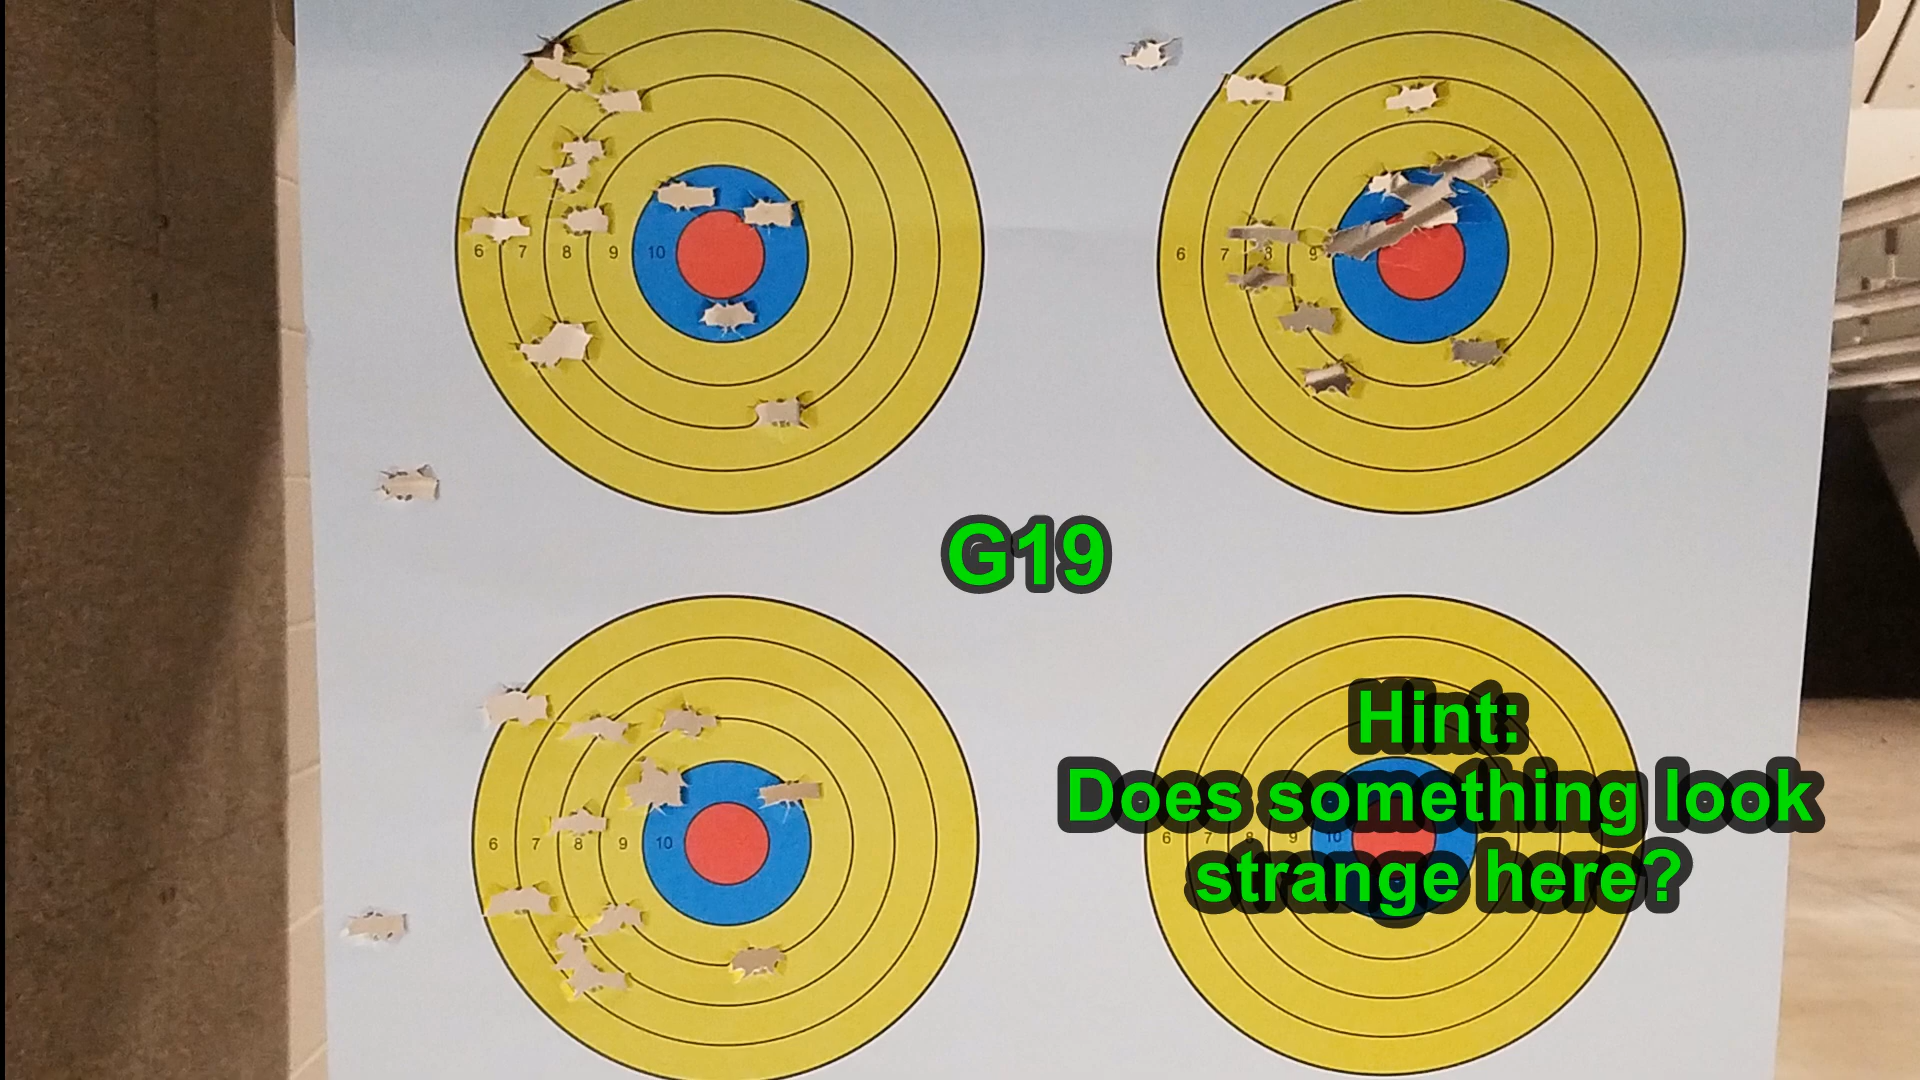 6 7 8 9 10
6 7 8 9
G19
Hint:
Does something look
strange here?
6 7 8 9 10
6 7 8 9 10